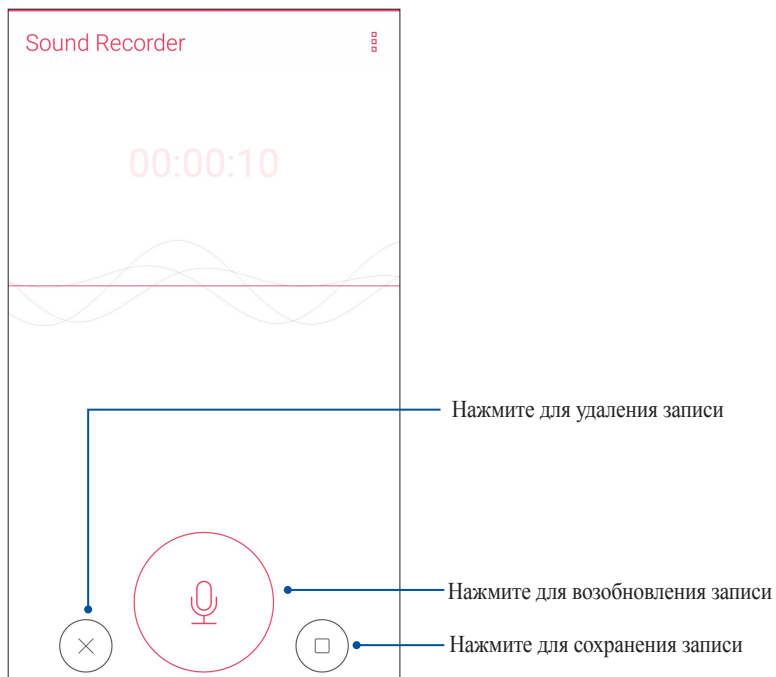 Sound Recorder
00:00:10
Нажмите для удаления записи
Нажмите для возобновления записи
Нажмите для сохранения записи